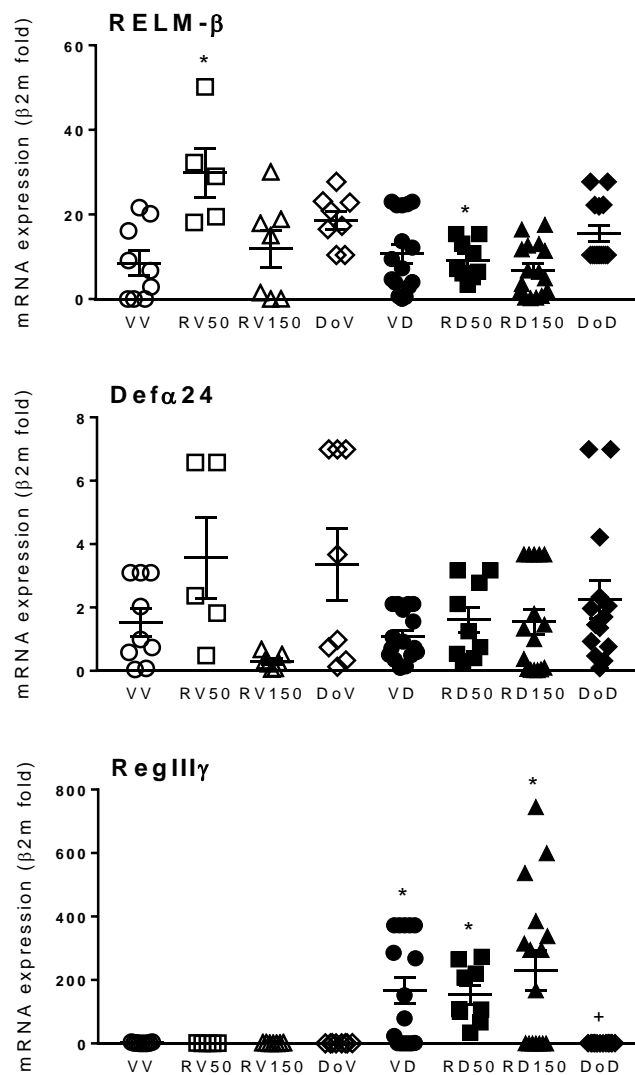 RELM-β
mRNA expression (β2m fold)
60
40
20
0
*
*
VV RV50 RV150 DoV VD RD50 RD150 DoD
Defα24
mRNA expression (β2m fold)
8
6
4
2
0
VV RV50 RV150 DoV VD RD50 RD150 DoD
RegIIIγ
mRNA expression (β2m fold)
800
600
400
200
0
*
*
*
+
VV RV50 RV150 DoV VD RD50 RD150 DoD